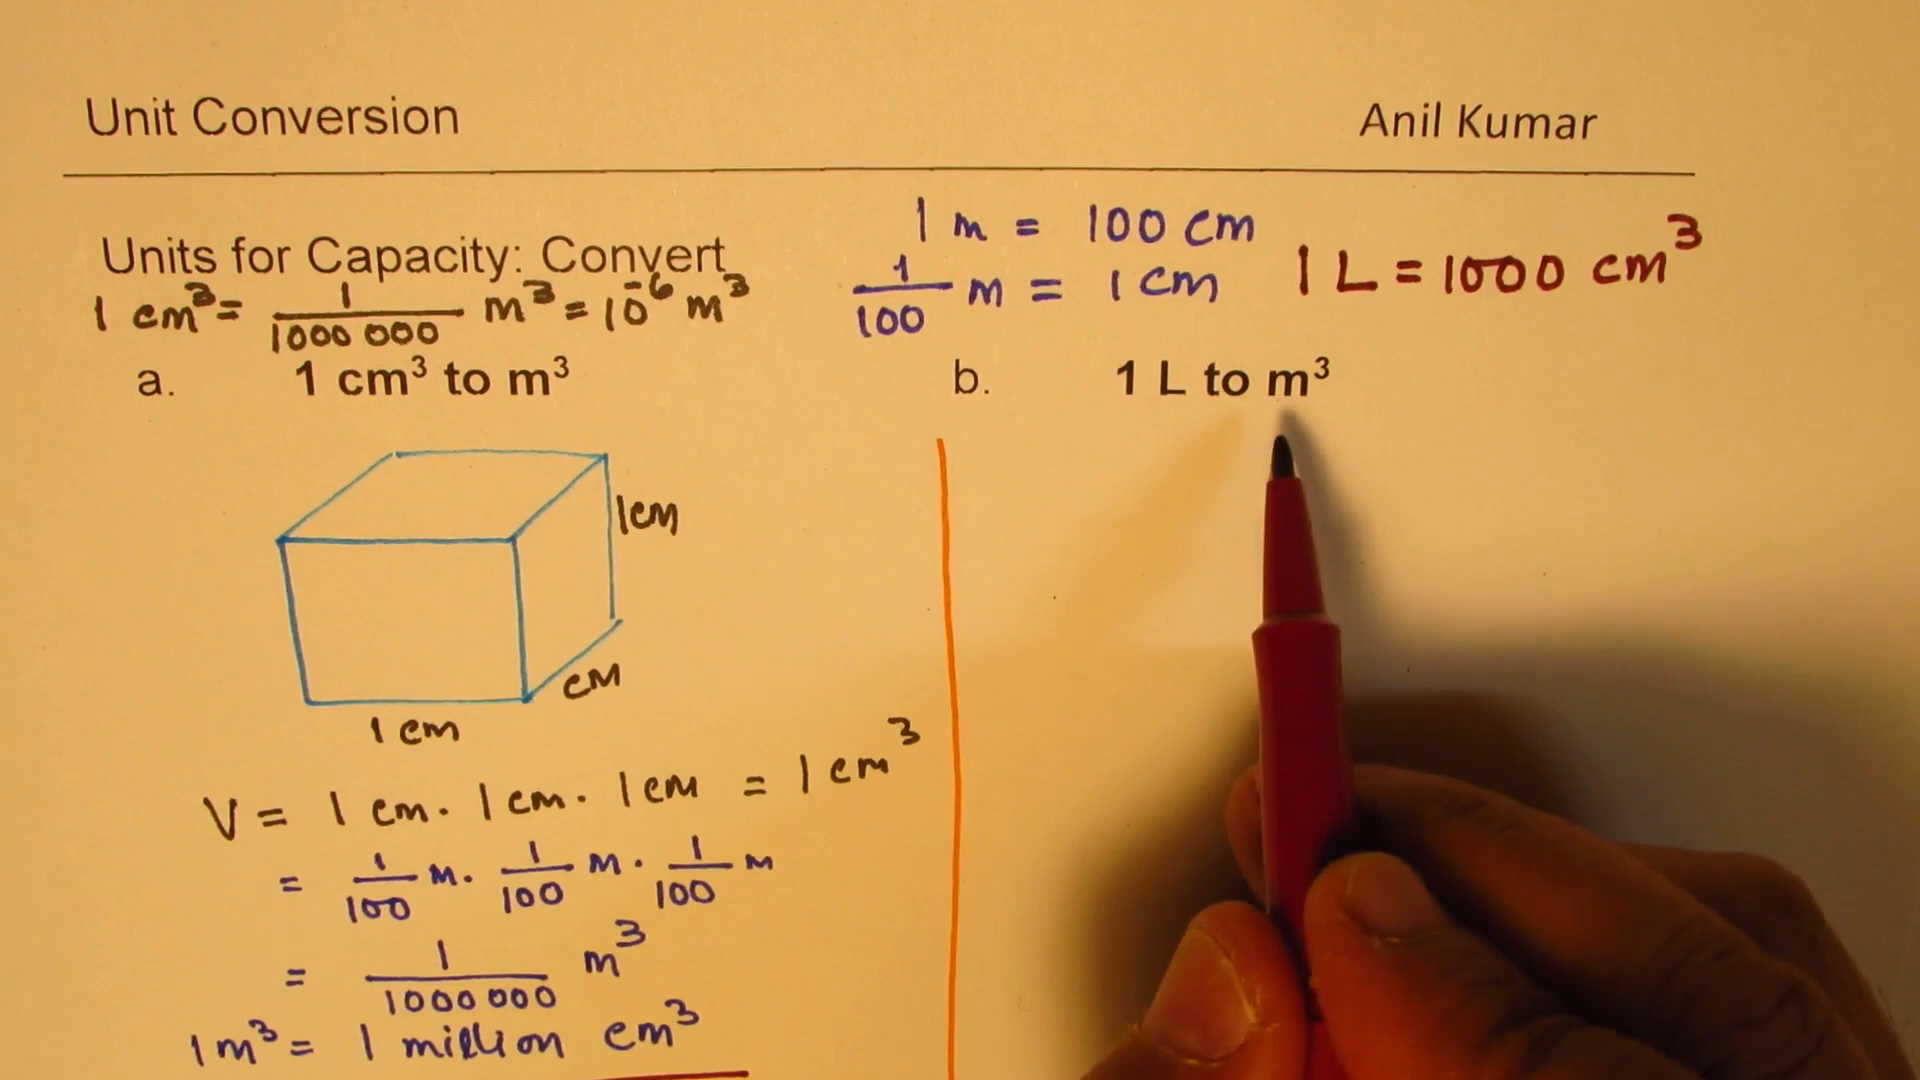 Unit Conversion
Anil Kumar
Units for Capacity: Convert
1 cm³ = 1/1000 000 m³ = 10⁻⁶ m³
1 m = 100 cm
1/100 m = 1 cm
1 L = 1000 cm³
a. 1 cm³ to m³
b. 1 L to m³
1cm
cm
1 cm
V = 1 cm · 1 cm · 1 cm = 1 cm³
= 1/100 m · 1/100 m · 1/100 m
= 1/1000 000 m³
1 m³ = 1 million cm³